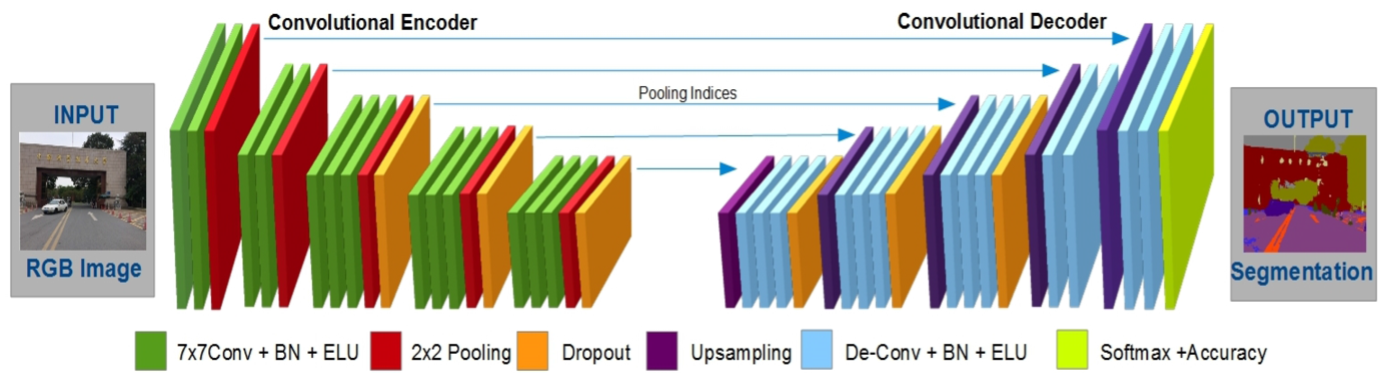 Convolutional Encoder
Convolutional Decoder
INPUT
RGB Image
Pooling Indices
OUTPUT
Segmentation
7x7Conv + BN + ELU
2x2 Pooling
Dropout
Upsampling
De-Conv + BN + ELU
Softmax +Accuracy